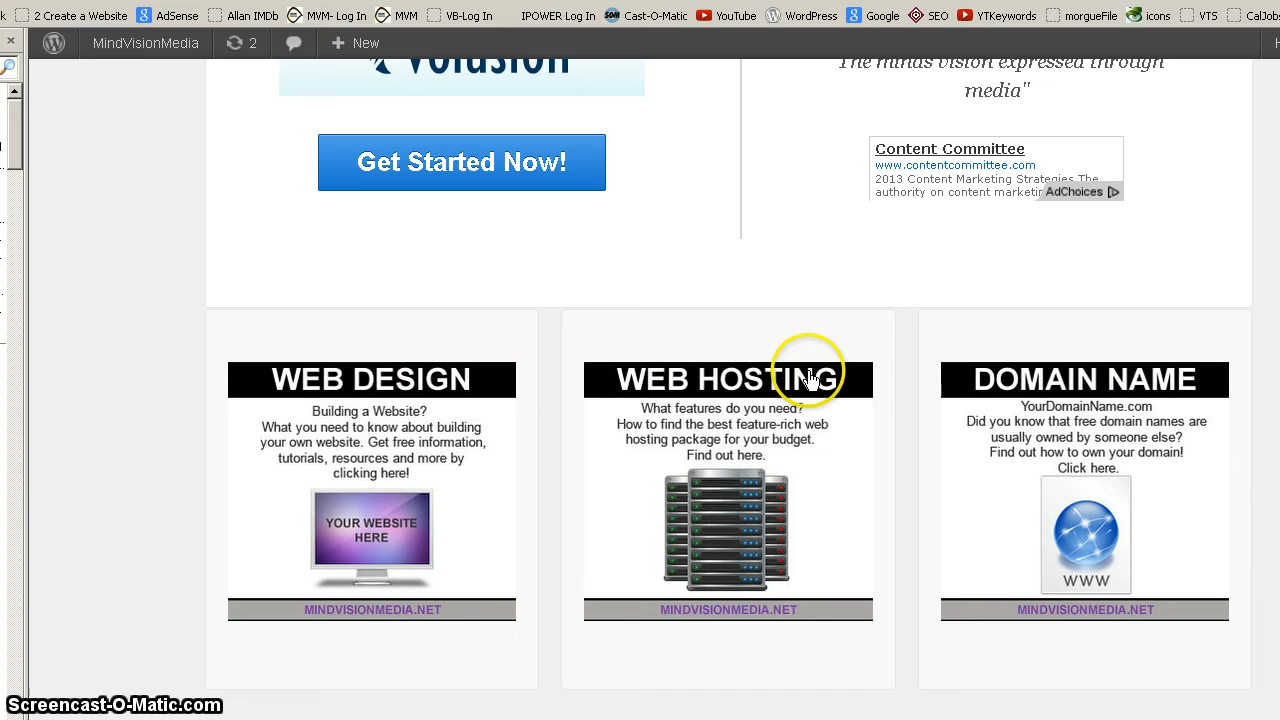 2 Create a Website AdSense Allan IMDb MVM- Log In MVM VB-Log In IPOWER Log In Cast-O-Matic YouTube WordPress Google SEO YTKeywords morgueFile icons VTS CalJo
MindVisionMedia 2 New
Volusion
"The minds vision expressed through
media"
Get Started Now!
Content Committee
www.contentcommittee.com
2013 Content Marketing Strategies The
authority on content marketin
AdChoices
WEB DESIGN
Building a Website?
What you need to know about building
your own website. Get free information,
tutorials, resources and more by
clicking here!
YOUR WEBSITE
HERE
MINDVISIONMEDIA.NET
WEB HOSTING
What features do you need?
How to find the best feature-rich web
hosting package for your budget.
Find out here.
MINDVISIONMEDIA.NET
DOMAIN NAME
YourDomainName.com
Did you know that free domain names are
usually owned by someone else?
Find out how to own your domain!
Click here.
WWW
MINDVISIONMEDIA.NET
Screencast-O-Matic.com